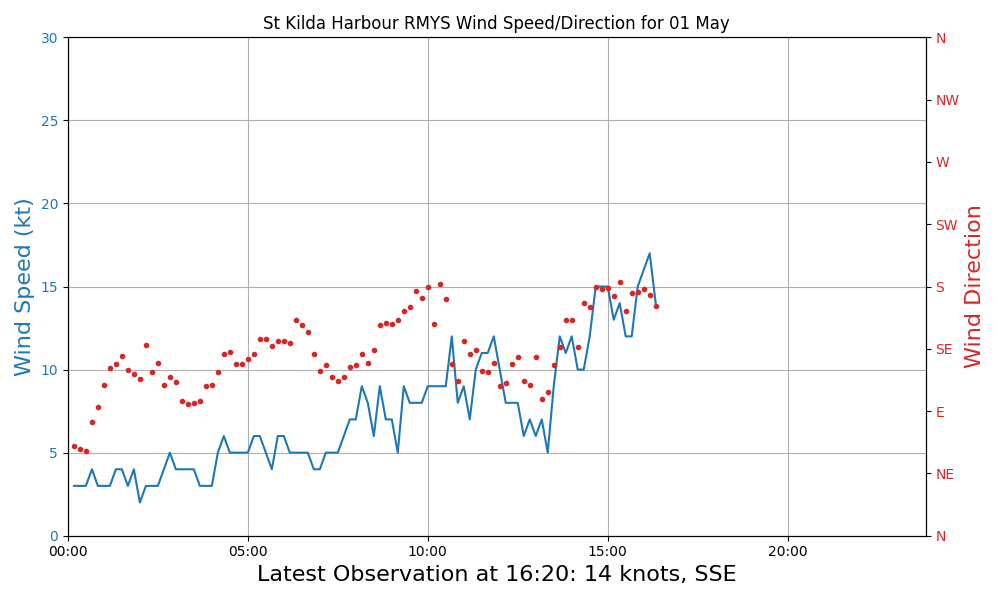 St Kilda Harbour RMYS Wind Speed/Direction for 01 May
Wind Speed (kt)
30
25
20
15
10
5
0
00:00
05:00
10:00
15:00
20:00
N
NW
W
SW
S
SE
E
NE
N
Wind Direction
Latest Observation at 16:20: 14 knots, SSE